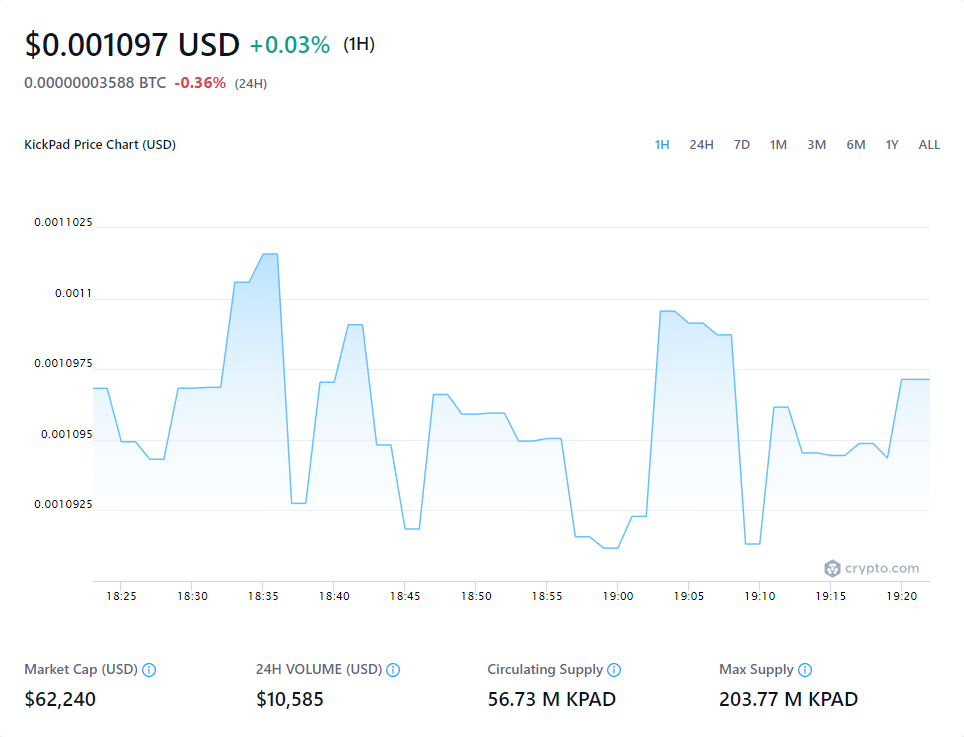 $0.001097 USD +0.03% (1H)
0.00000003588 BTC -0.36% (24H)
KickPad Price Chart (USD) 1H 24H 7D 1M 3M 6M 1Y ALL
0.0011025
0.0011
0.0010975
0.001095
0.0010925
crypto.com
18:25 18:30 18:35 18:40 18:45 18:50 18:55 19:00 19:05 19:10 19:15 19:20
Market Cap (USD) 24H VOLUME (USD) Circulating Supply Max Supply
$62,240 $10,585 56.73 M KPAD 203.77 M KPAD